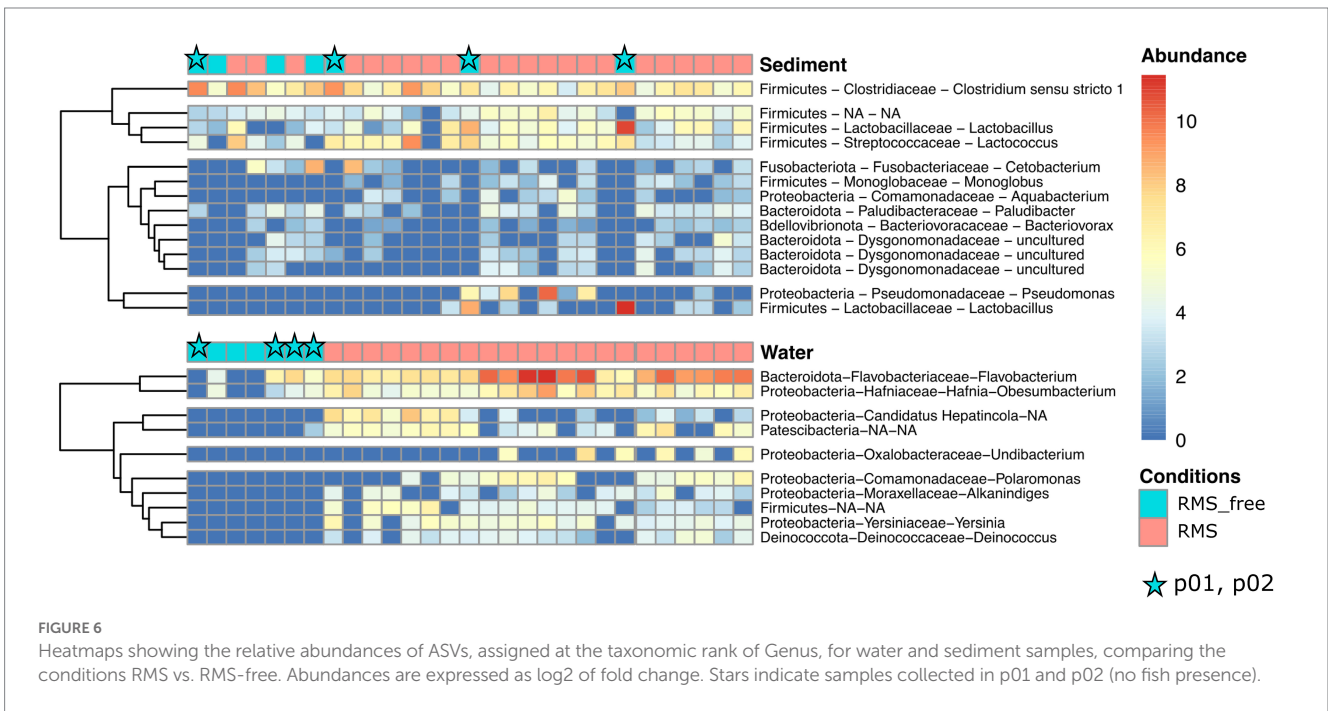 Sediment
Firmicutes – Clostridiaceae – Clostridium sensu stricto 1
Firmicutes – NA – NA
Firmicutes – Lactobacillaceae – Lactobacillus
Firmicutes – Streptococcaceae – Lactococcus
Fusobacteriota – Fusobacteriaceae – Cetobacterium
Firmicutes – Monoglobaceae – Monoglobus
Proteobacteria – Comamonadaceae – Aquabacterium
Bacteroidota – Paludibacteraceae – Paludibacter
Bdellovibrionota – Bacteriovoracaceae – Bacteriovorax
Bacteroidota – Dysgonomonadaceae – uncultured
Bacteroidota – Dysgonomonadaceae – uncultured
Bacteroidota – Dysgonomonadaceae – uncultured
Proteobacteria – Pseudomonadaceae – Pseudomonas
Firmicutes – Lactobacillaceae – Lactobacillus
Water
Bacteroidota–Flavobacteriaceae–Flavobacterium
Proteobacteria–Hafniaceae–Hafnia–Obesumbacterium
Proteobacteria–Candidatus Hepatincola–NA
Patescibacteria–NA–NA
Proteobacteria–Oxalobacteraceae–Undibacterium
Proteobacteria–Comamonadaceae–Polaromonas
Proteobacteria–Moraxellaceae–Alkanindiges
Firmicutes–NA–NA
Proteobacteria–Yersiniaceae–Yersinia
Deinococcota–Deinococcaceae–Deinococcus
Abundance
10
8
6
4
2
0
Conditions
RMS_free
RMS
p01, p02
FIGURE 6
Heatmaps showing the relative abundances of ASVs, assigned at the taxonomic rank of Genus, for water and sediment samples, comparing the
conditions RMS vs. RMS-free. Abundances are expressed as log2 of fold change. Stars indicate samples collected in p01 and p02 (no fish presence).